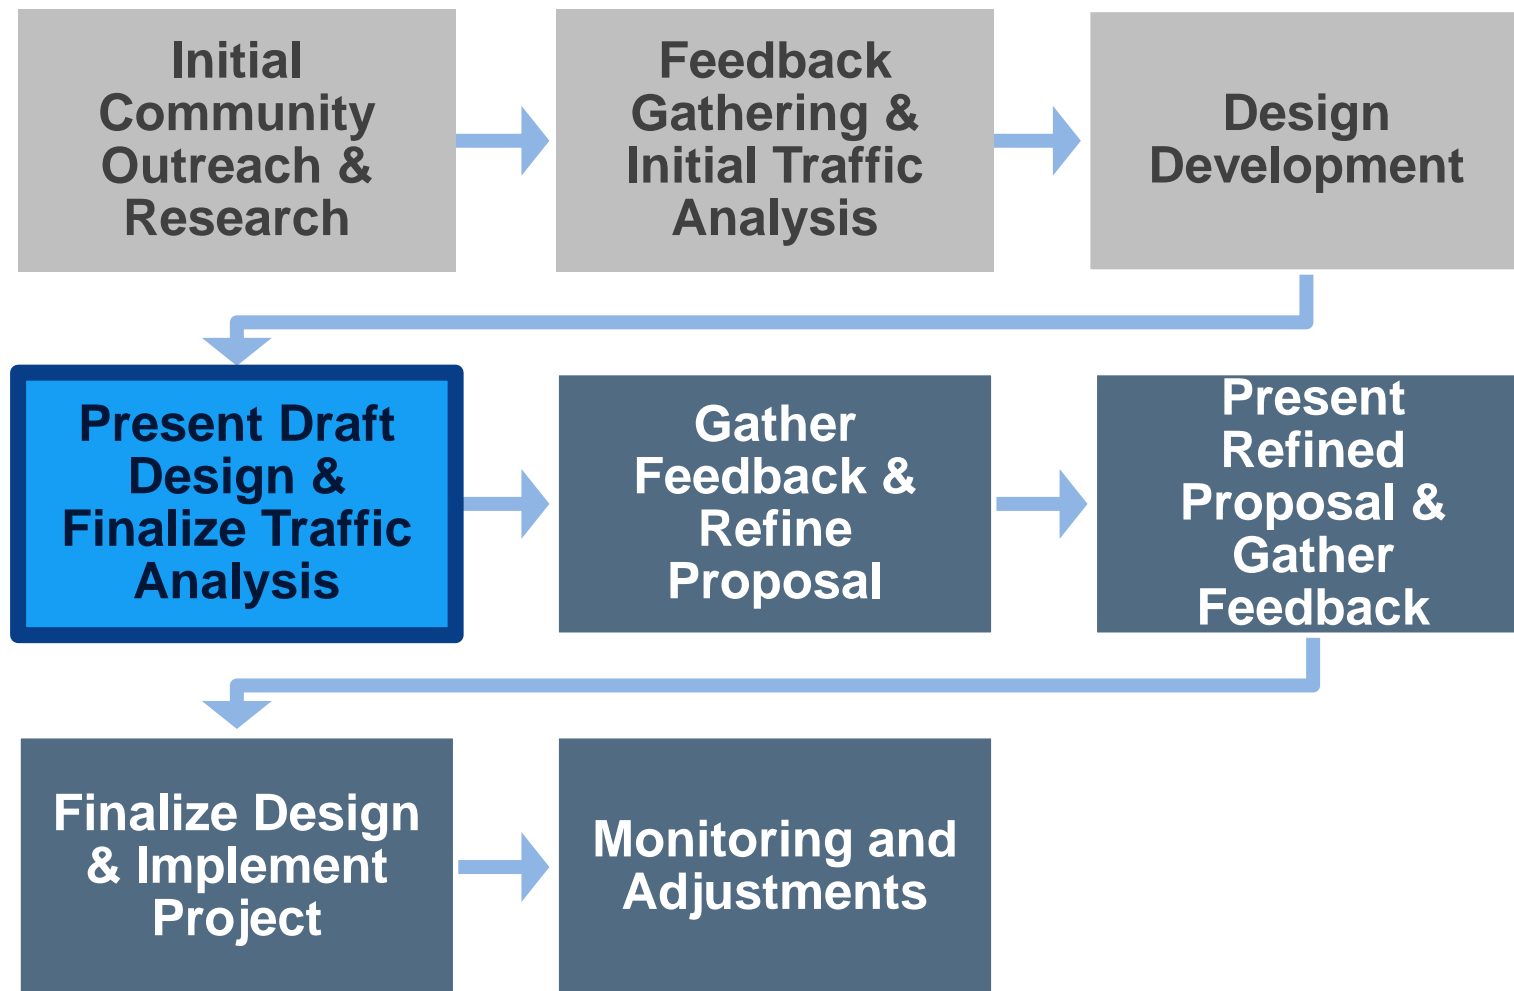 Initial
Community
Outreach &
Research
Feedback
Gathering &
Initial Traffic
Analysis
Design
Development
Present Draft
Design &
Finalize Traffic
Analysis
Gather
Feedback &
Refine
Proposal
Present
Refined
Proposal &
Gather
Feedback
Finalize Design
& Implement
Project
Monitoring and
Adjustments